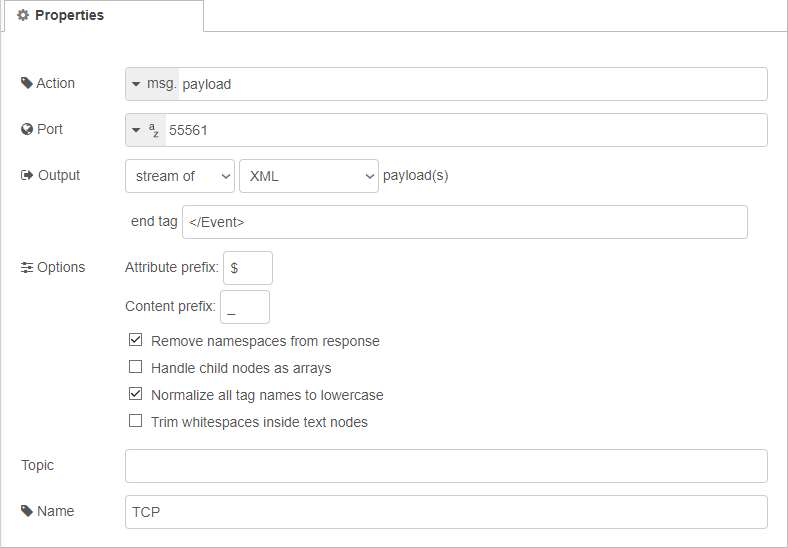 Properties
Action msg. payload
Port az 55561
Output stream of XML payload(s)
end tag </Event>
Options Attribute prefix: $
Content prefix: _
Remove namespaces from response
Handle child nodes as arrays
Normalize all tag names to lowercase
Trim whitespaces inside text nodes
Topic
Name TCP